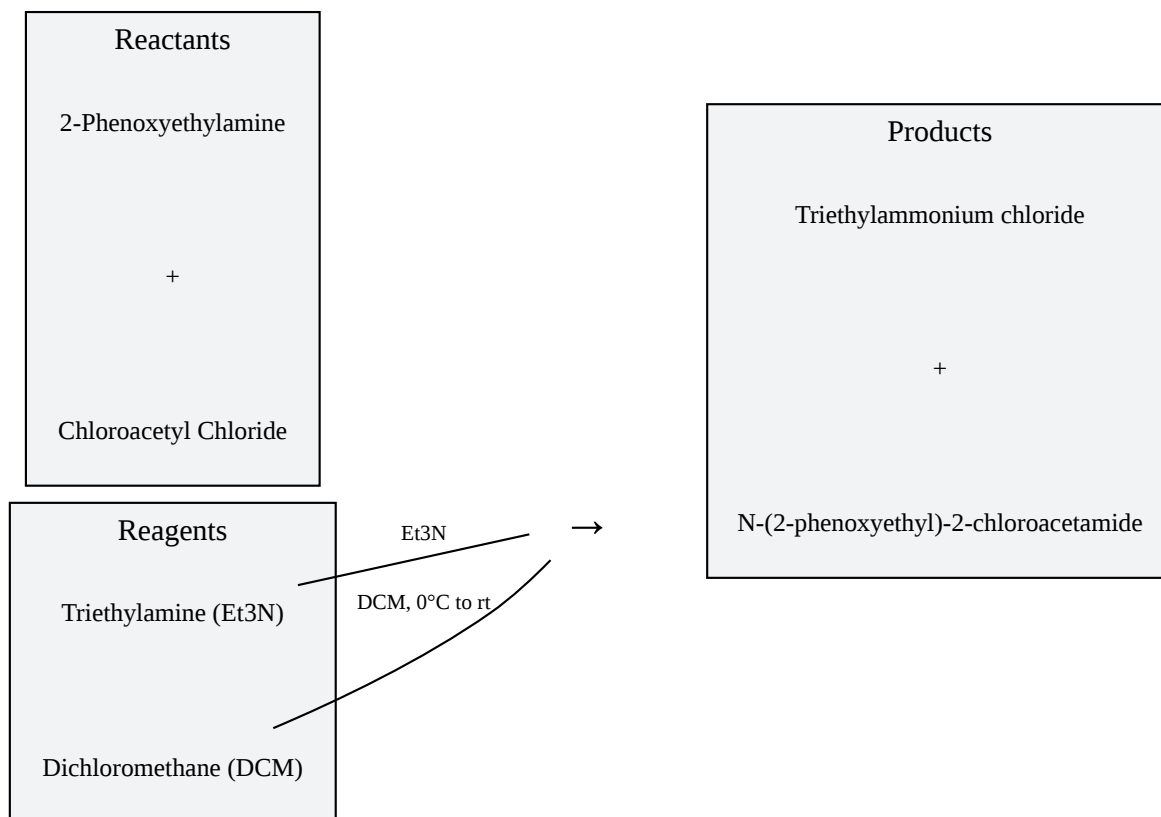 Reactants
2-Phenoxyethylamine
+
Chloroacetyl Chloride
Reagents
Triethylamine (Et3N)
Dichloromethane (DCM)
Et3N
DCM, 0°C to rt
→
Products
Triethylammonium chloride
+
N-(2-phenoxyethyl)-2-chloroacetamide